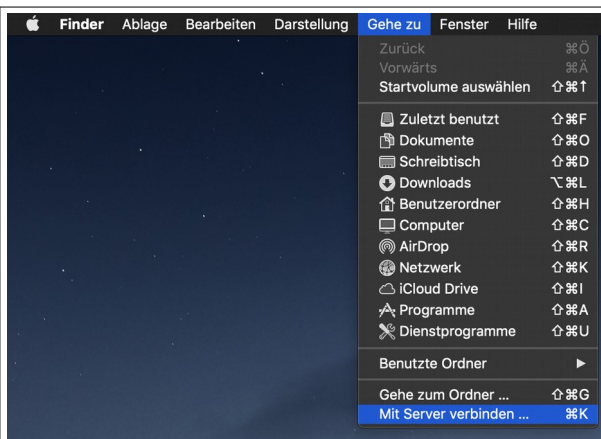 Finder Ablage Bearbeiten Darstellung Gehe zu Fenster Hilfe
Zurück ⌘Ö
Vorwärts ⌘Ä
Startvolume auswählen ⇧⌘↑
Zuletzt benutzt ⇧⌘F
Dokumente ⇧⌘O
Schreibtisch ⇧⌘D
Downloads ⌥⌘L
Benutzerordner ⇧⌘H
Computer ⇧⌘C
AirDrop ⇧⌘R
Netzwerk ⇧⌘K
iCloud Drive ⇧⌘I
Programme ⇧⌘A
Dienstprogramme ⇧⌘U
Benutzte Ordner ▶
Gehe zum Ordner ... ⇧⌘G
Mit Server verbinden ... ⌘K